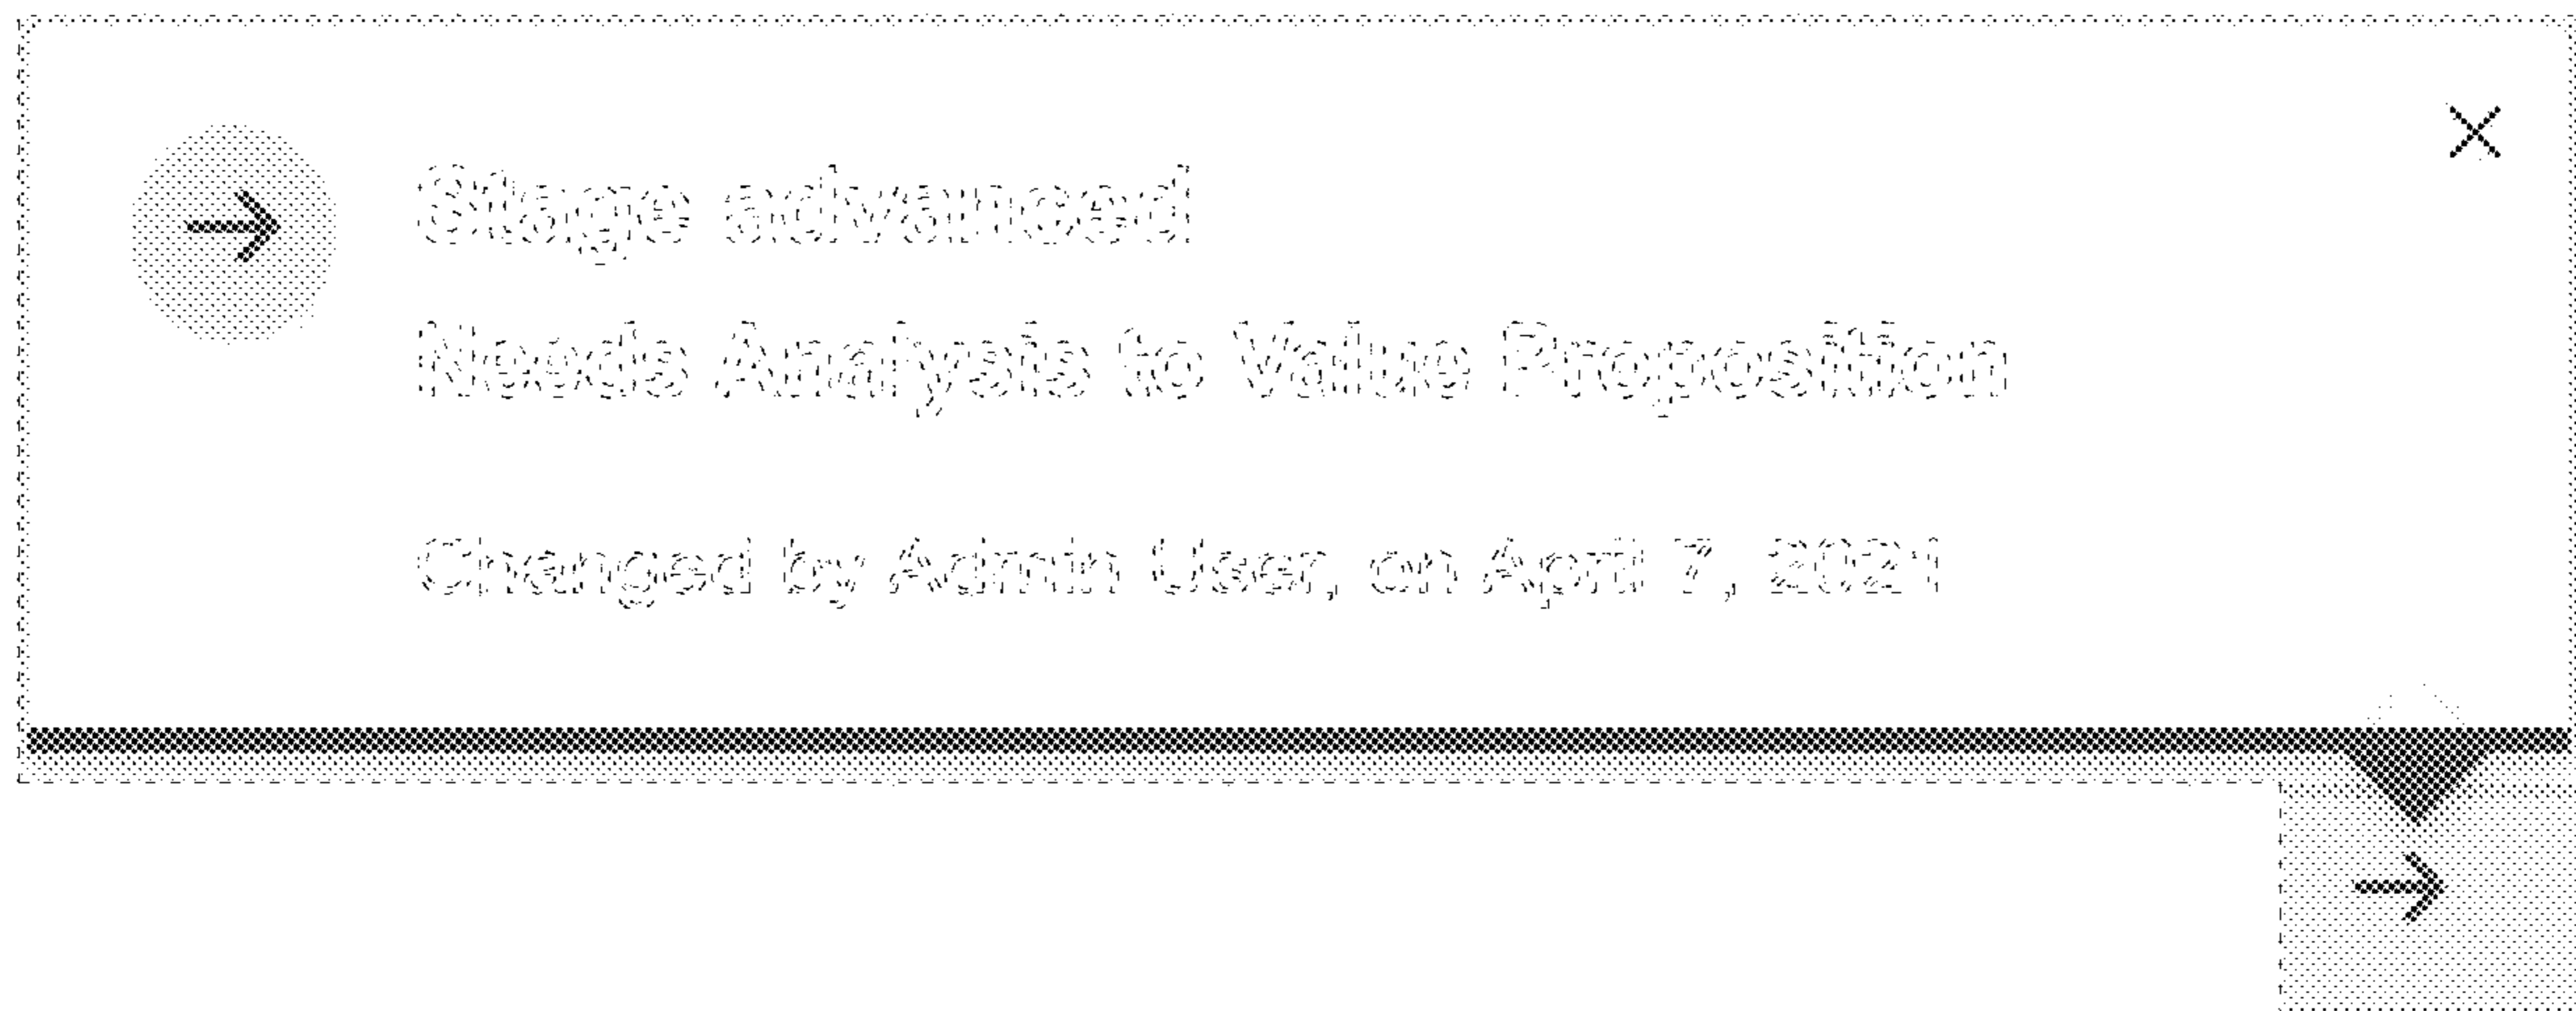 Stage advanced
Needs Analysis to Value Proposition
Changed by Admin User, on April 7, 2021